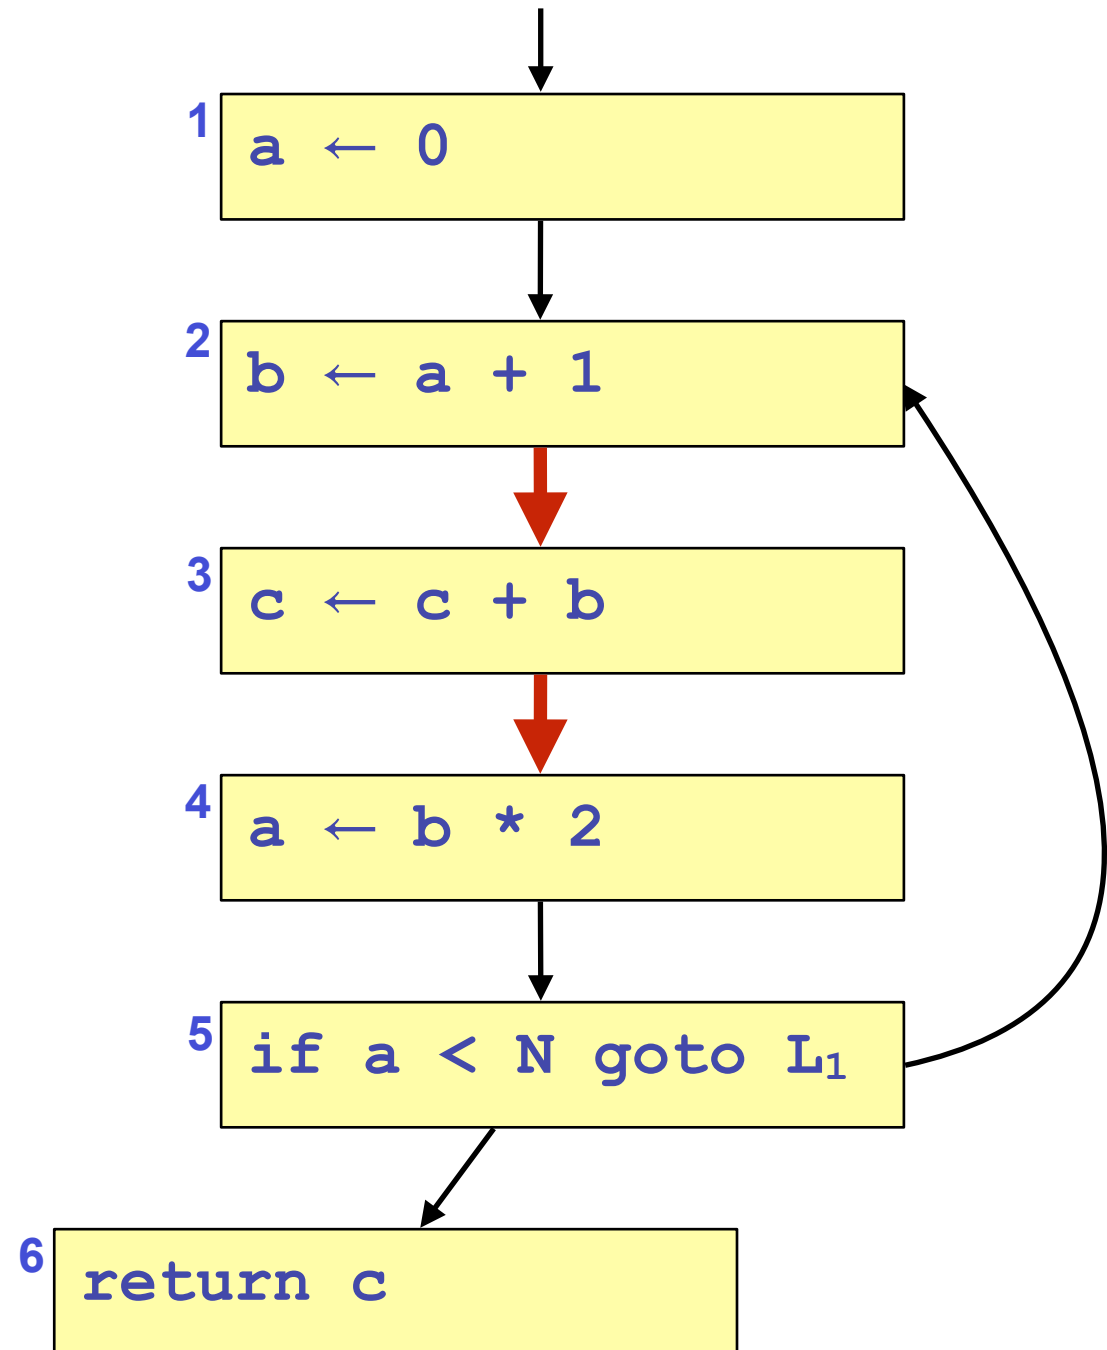 1
a ← 0
2
b ← a + 1
3
c ← c + b
4
a ← b * 2
5
if a < N goto L₁
6
return c